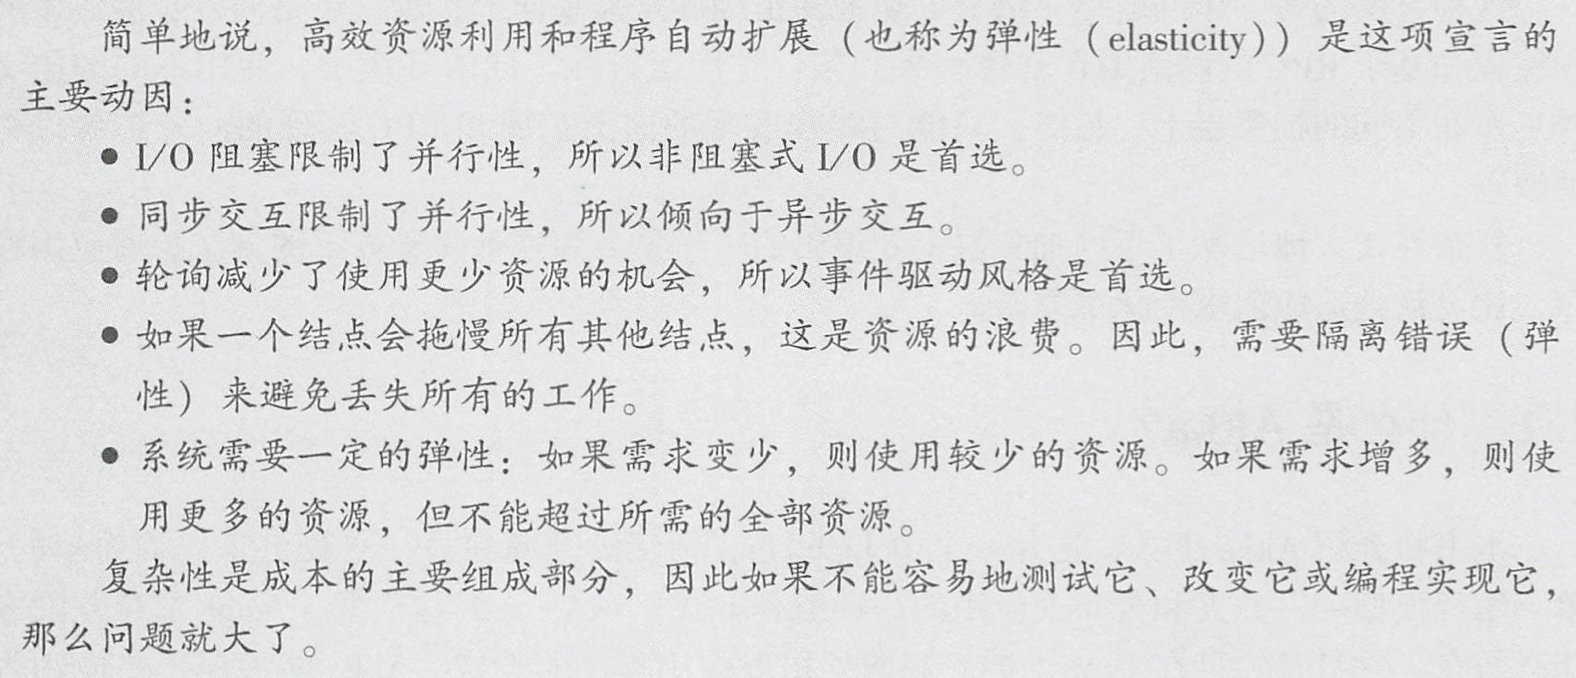 简单地说，高效资源利用和程序自动扩展（也称为弹性（elasticity））是这项宣言的
主要动因：
● I/O 阻塞限制了并行性，所以非阻塞式 I/O 是首选。
● 同步交互限制了并行性，所以倾向于异步交互。
● 轮询减少了使用更少资源的机会，所以事件驱动风格是首选。
● 如果一个结点会拖慢所有其他结点，这是资源的浪费。因此，需要隔离错误（弹
性）来避免丢失所有的工作。
● 系统需要一定的弹性：如果需求变少，则使用较少的资源。如果需求增多，则使
用更多的资源，但不能超过所需的全部资源。
复杂性是成本的主要组成部分，因此如果不能容易地测试它、改变它或编程实现它，
那么问题就大了。